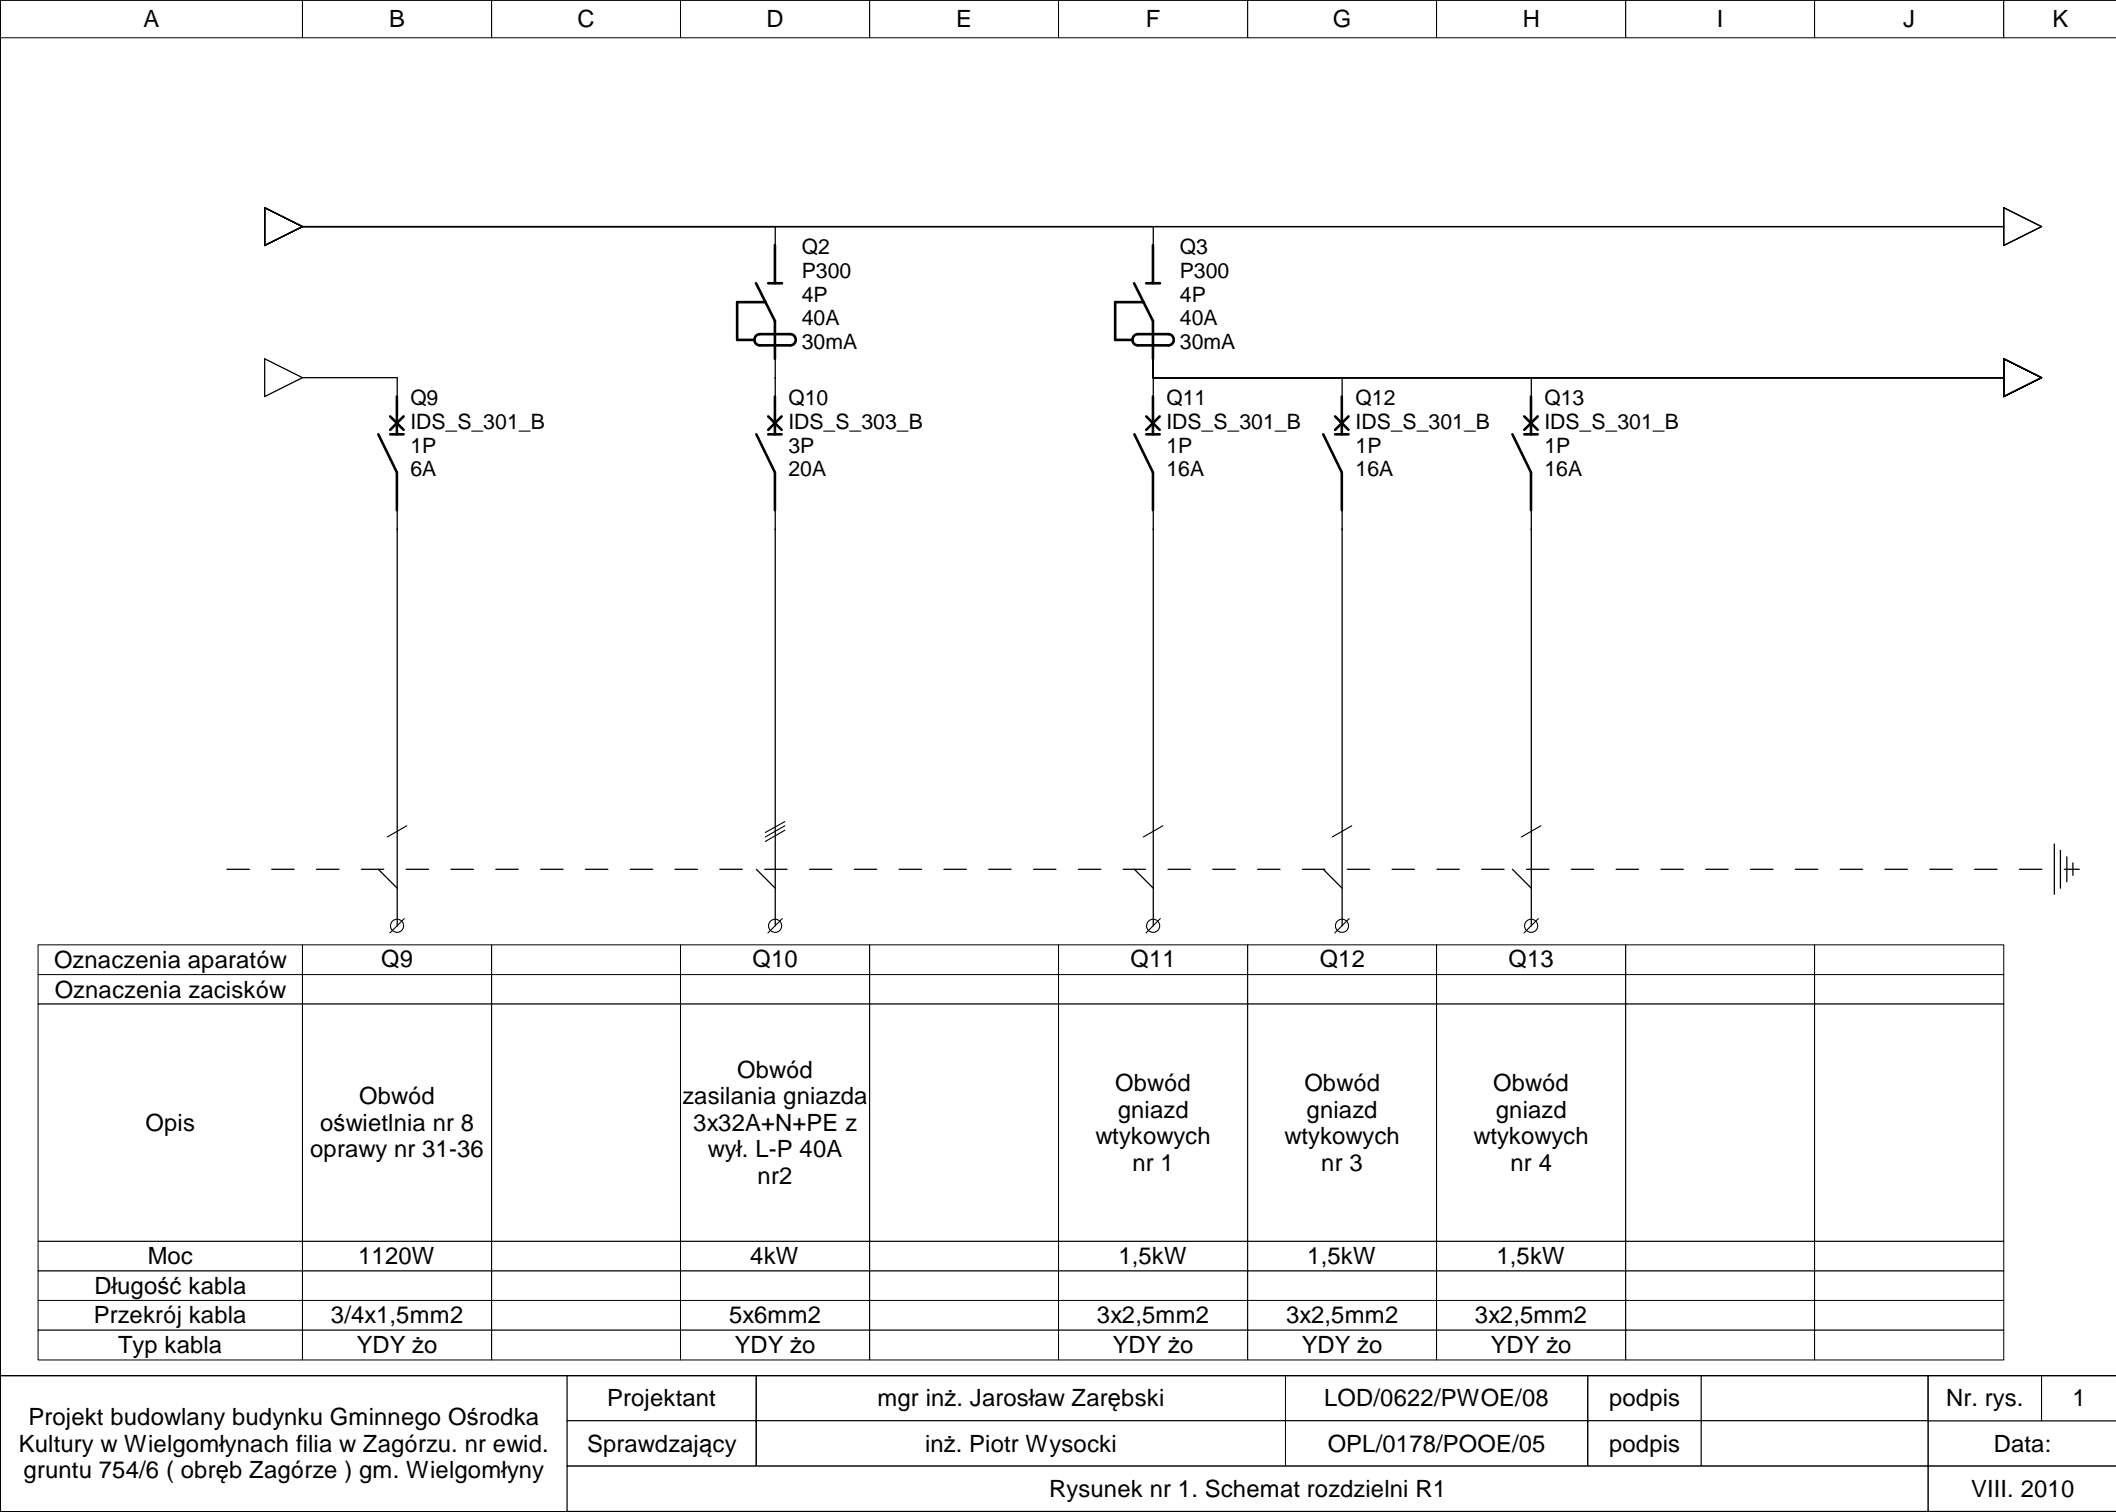 A B C D E F G H I J K
Q2
P300
4P
40A
30mA
Q3
P300
4P
40A
30mA
Q9
IDS_S_301_B
1P
6A
Q10
IDS_S_303_B
3P
20A
Q11
IDS_S_301_B
1P
16A
Q12
IDS_S_301_B
1P
16A
Q13
IDS_S_301_B
1P
16A
Oznaczenia aparatów Q9 Q10 Q11 Q12 Q13
Oznaczenia zacisków
Opis
Obwód
oświetlnia nr 8
oprawy nr 31-36
Obwód
zasilania gniazda
3x32A+N+PE z
wył. L-P 40A
nr2
Obwód
gniazd
wtykowych
nr 1
Obwód
gniazd
wtykowych
nr 3
Obwód
gniazd
wtykowych
nr 4
Moc 1120W 4kW 1,5kW 1,5kW 1,5kW
Długość kabla
Przekrój kabla 3/4x1,5mm2 5x6mm2 3x2,5mm2 3x2,5mm2 3x2,5mm2
Typ kabla YDY żo YDY żo YDY żo YDY żo YDY żo
Projekt budowlany budynku Gminnego Ośrodka
Kultury w Wielgomłynach filia w Zagórzu. nr ewid.
gruntu 754/6 ( obręb Zagórze ) gm. Wielgomłyny
Projektant mgr inż. Jarosław Zarębski LOD/0622/PWOE/08 podpis Nr. rys. 1
Sprawdzający inż. Piotr Wysocki OPL/0178/POOE/05 podpis Data:
Rysunek nr 1. Schemat rozdzielni R1 VIII. 2010